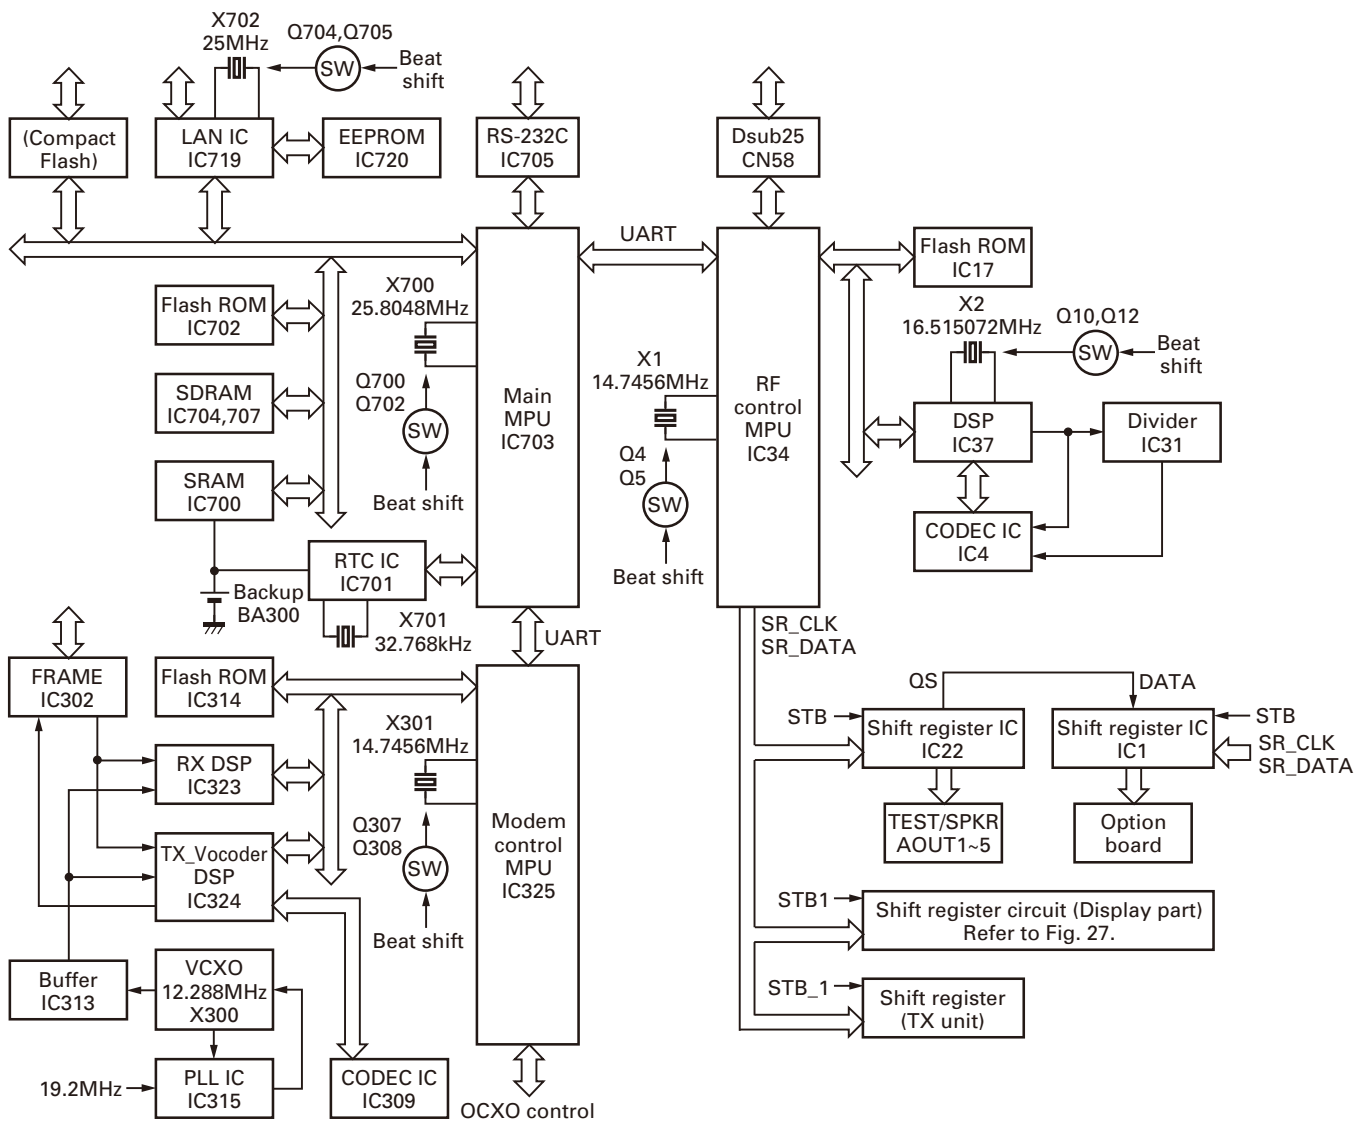 X702
25MHz
Q704,Q705
SW
Beat
shift
(Compact
Flash)
LAN IC
IC719
EEPROM
IC720
RS-232C
IC705
Dsub25
CN58
UART
Flash ROM
IC702
X700
25.8048MHz
SDRAM
IC704,707
Q700
Q702
SW
Beat shift
Main
MPU
IC703
SRAM
IC700
RTC IC
IC701
Backup
BA300
X701
32.768kHz
UART
X1
14.7456MHz
Q4
Q5
SW
Beat shift
RF
control
MPU
IC34
Flash ROM
IC17
X2
16.515072MHz
Q10,Q12
SW
Beat
shift
DSP
IC37
Divider
IC31
CODEC IC
IC4
SR_CLK
SR_DATA
FRAME
IC302
Flash ROM
IC314
X301
14.7456MHz
RX DSP
IC323
Q307
Q308
SW
Beat shift
TX_Vocoder
DSP
IC324
Modem
control
MPU
IC325
Buffer
IC313
VCXO
12.288MHz
X300
19.2MHz
PLL IC
IC315
CODEC IC
IC309
OCXO control
QS
DATA
STB
Shift register IC
IC22
Shift register IC
IC1
STB
SR_CLK
SR_DATA
TEST/SPKR
AOUT1~5
Option
board
STB1
Shift register circuit (Display part)
Refer to Fig. 27.
STB_1
Shift register
(TX unit)